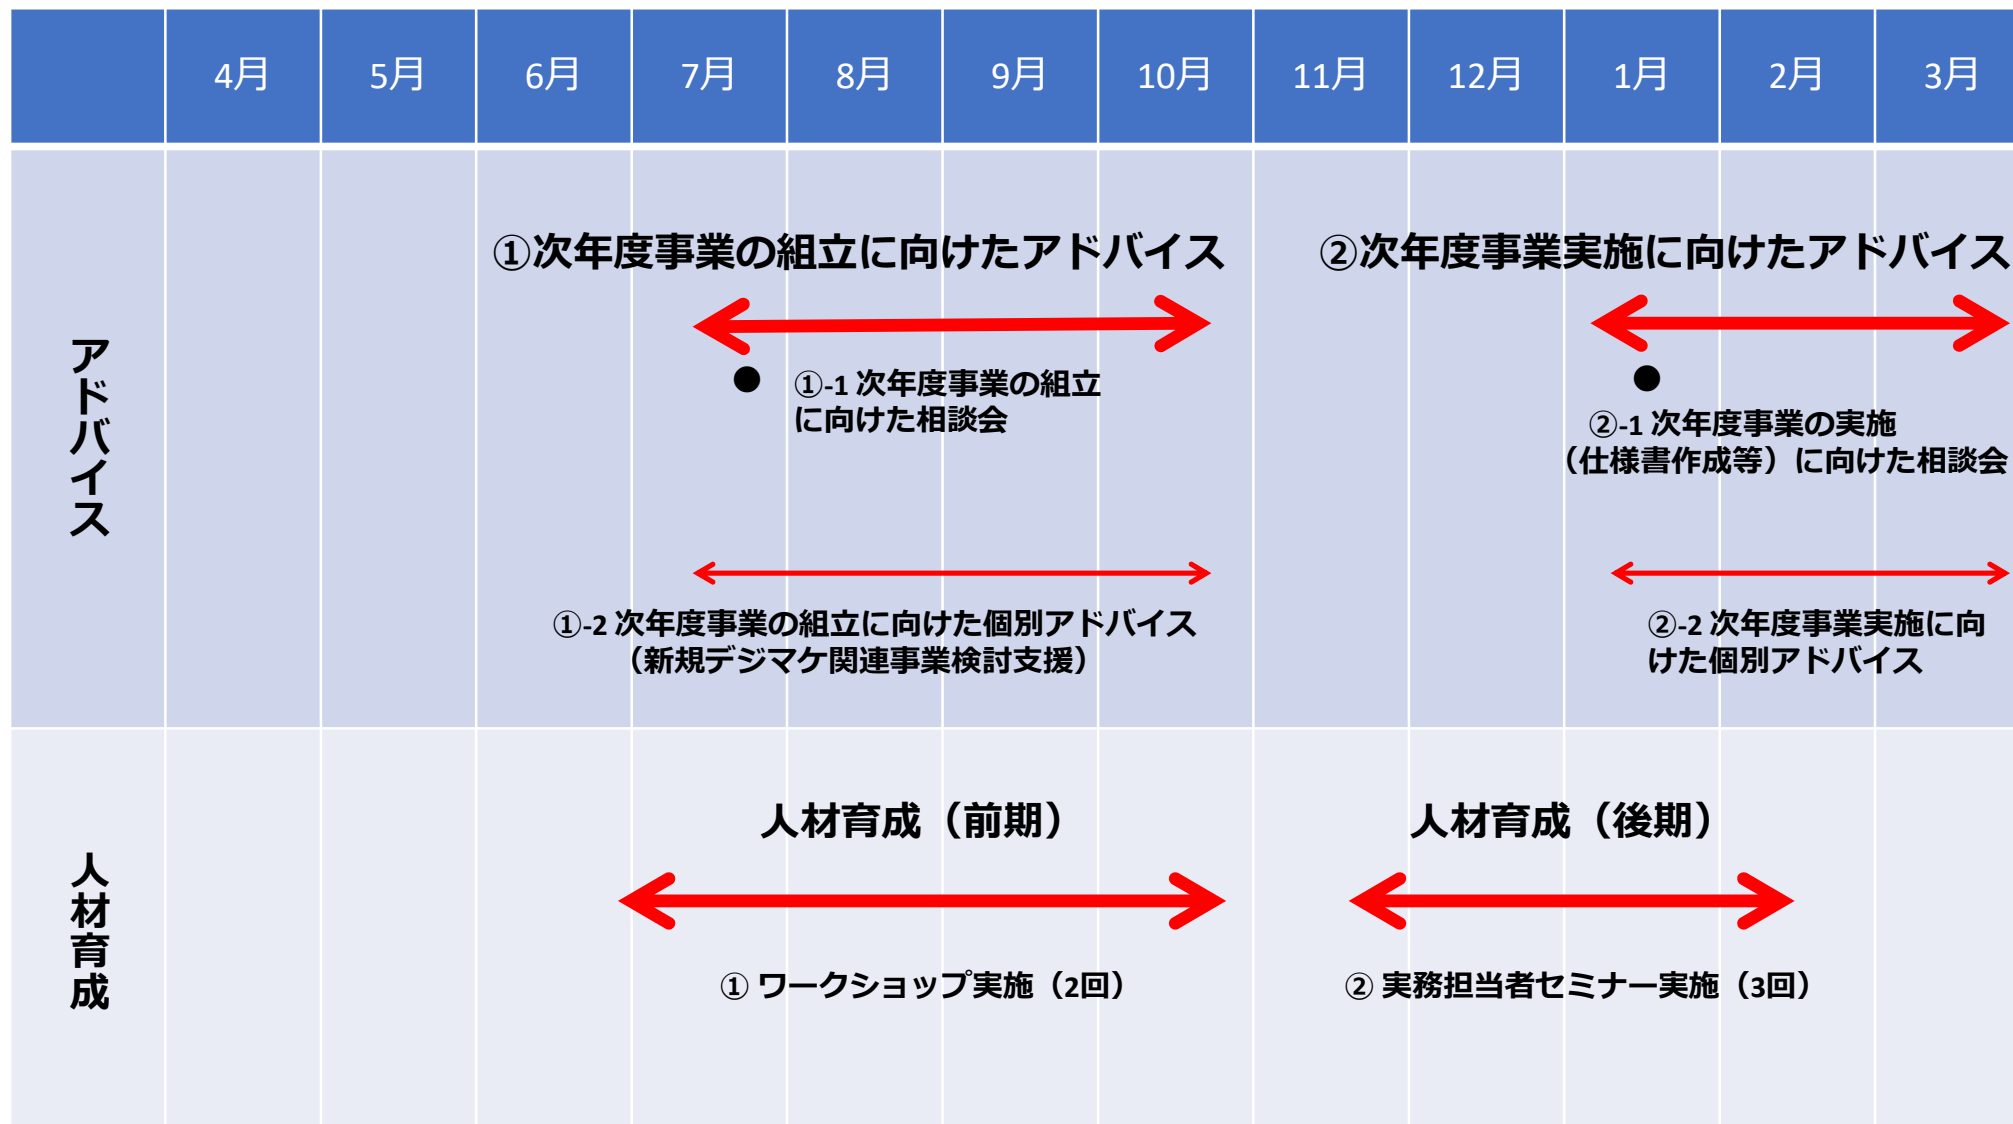 4月 5月 6月 7月 8月 9月 10月 11月 12月 1月 2月 3月
アドバイス
①次年度事業の組立に向けたアドバイス
①-1 次年度事業の組立
に向けた相談会
①-2 次年度事業の組立に向けた個別アドバイス
（新規デジマケ関連事業検討支援）
②次年度事業実施に向けたアドバイス
②-1 次年度事業の実施
（仕様書作成等）に向けた相談会
②-2 次年度事業実施に向
けた個別アドバイス
人材育成
人材育成（前期）
① ワークショップ実施（2回）
人材育成（後期）
② 実務担当者セミナー実施（3回）